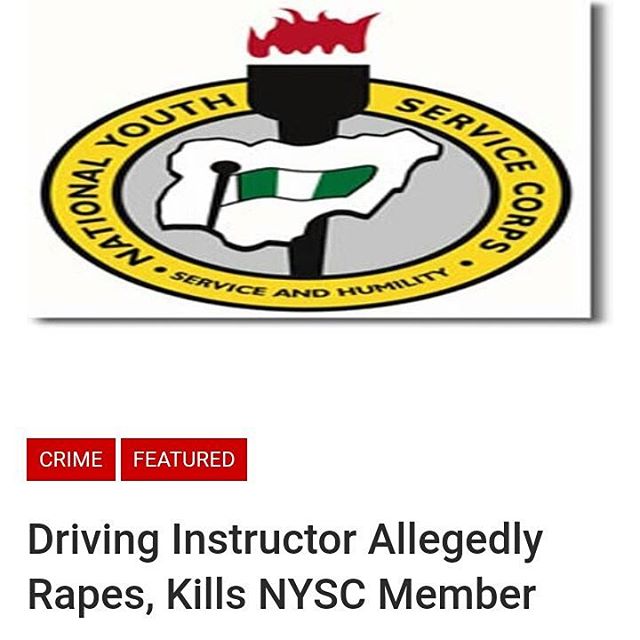 NATIONAL YOUTH SERVICE CORPS
SERVICE AND HUMILITY
CRIME FEATURED
Driving Instructor Allegedly
Rapes, Kills NYSC Member